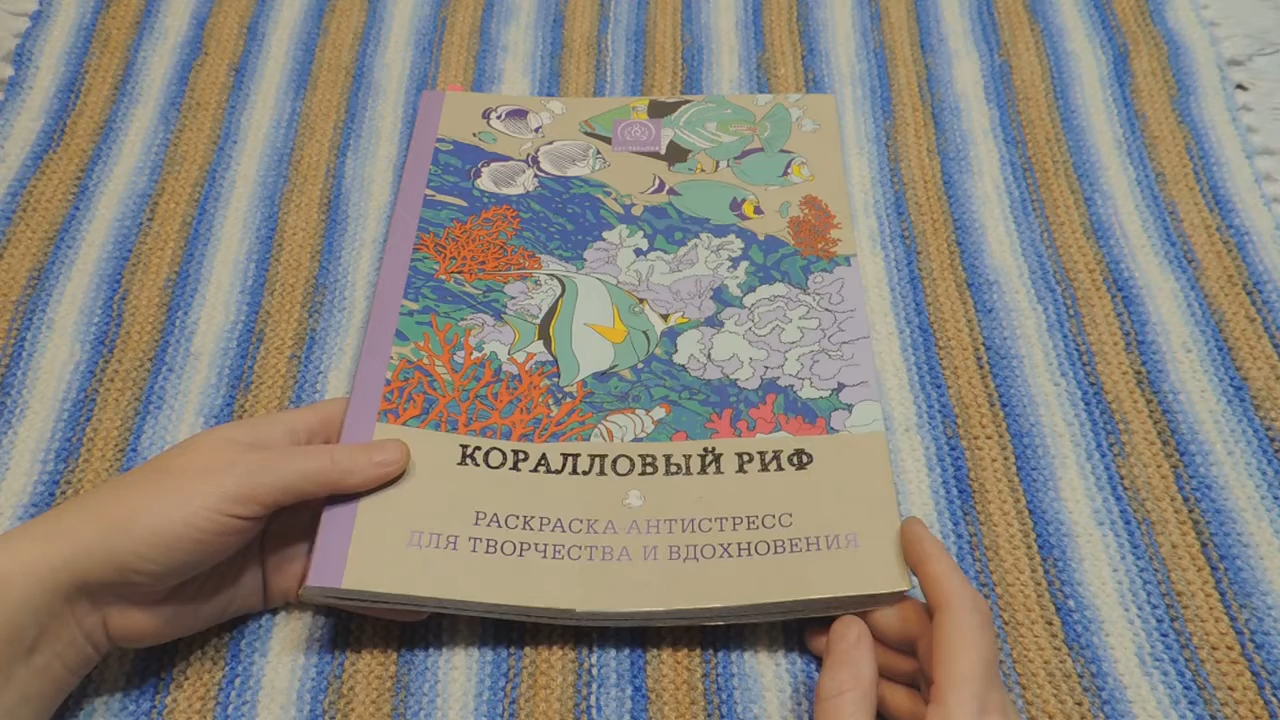 КОРАЛЛОВЫЙ РИФ
РАСКРАСКА-АНТИСТРЕСС
ДЛЯ ТВОРЧЕСТВА И ВДОХНОВЕНИЯ